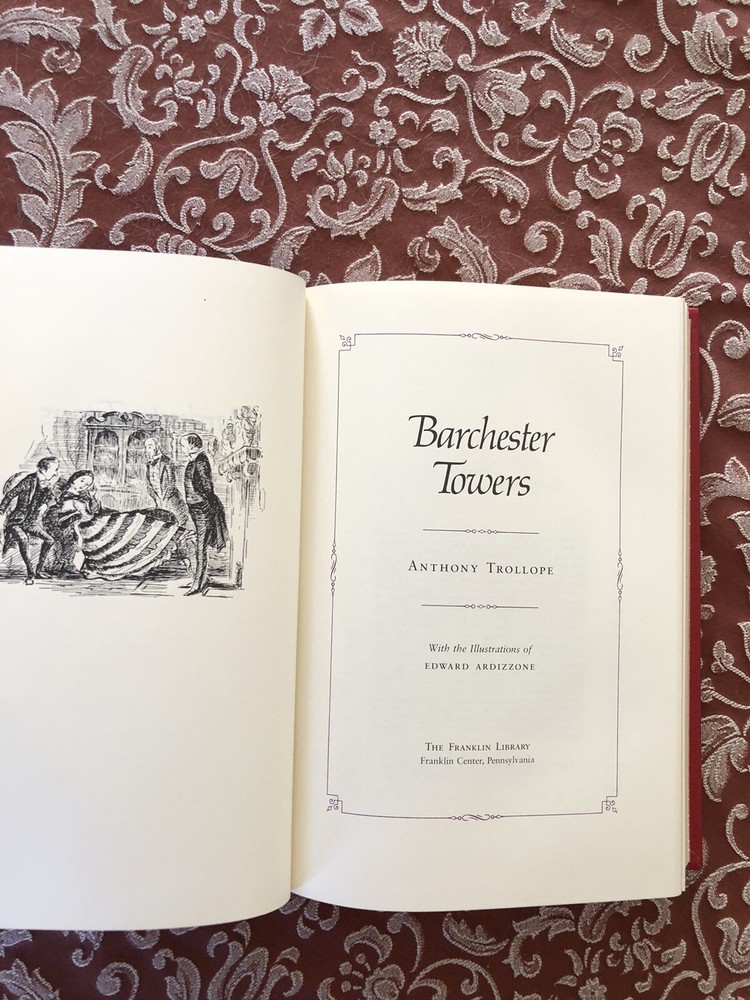 Barchester
Towers
ANTHONY TROLLOPE
With the Illustrations of
EDWARD ARDIZZONE
THE FRANKLIN LIBRARY
Franklin Center, Pennsylvania